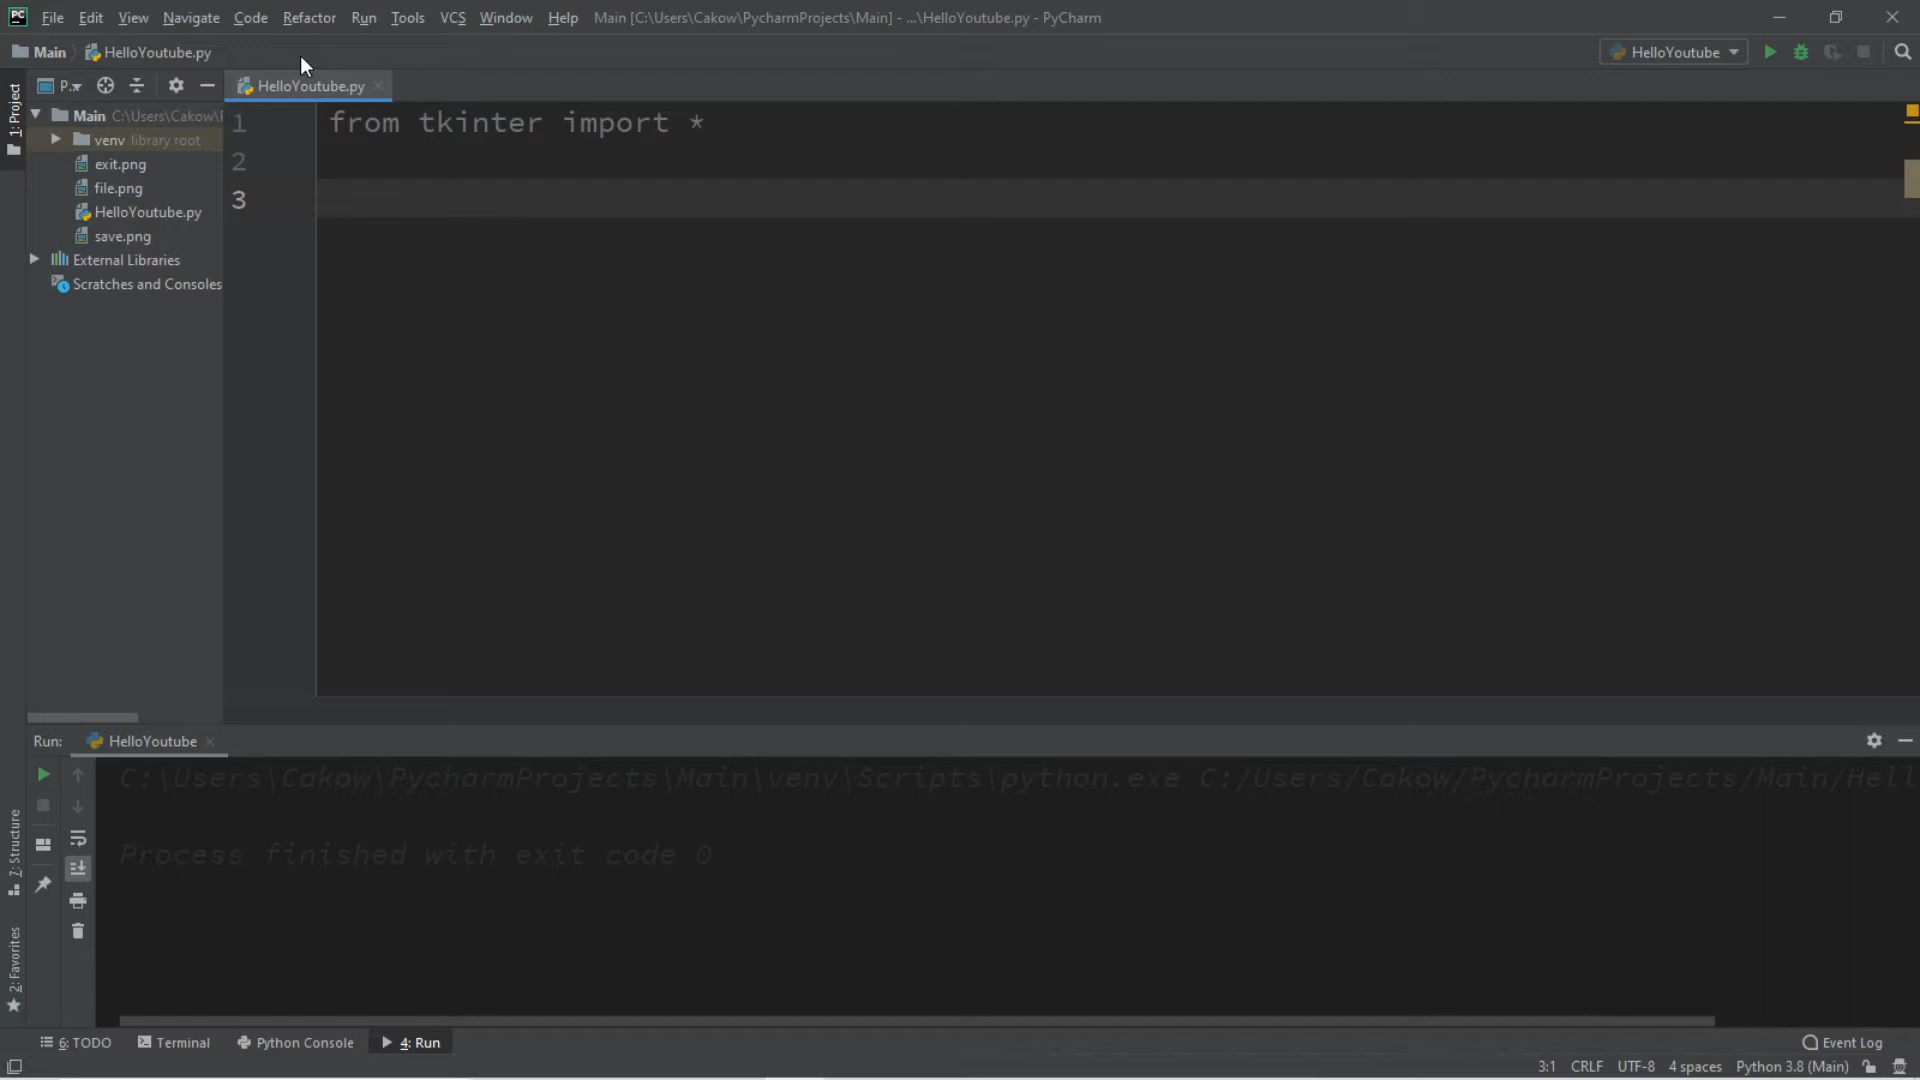 PC File Edit View Navigate Code Refactor Run Tools VCS Window Help Main [C:\Users\Cakow\PycharmProjects\Main] - ...\HelloYoutube.py - PyCharm
Main HelloYoutube.py HelloYoutube
P.. HelloYoutube.py
1: Project
Main C:\Users\Cakow\
venv library root
exit.png
file.png
HelloYoutube.py
save.png
External Libraries
Scratches and Consoles
1 from tkinter import *
2
3
Run: HelloYoutube
C:\Users\Cakow\PycharmProjects\Main\venv\Scripts\python.exe C:/Users/Cakow/PycharmProjects/Main/Hell
Process finished with exit code 0
7: Structure
2: Favorites
6: TODO Terminal Python Console 4: Run Event Log
3:1 CRLF UTF-8 4 spaces Python 3.8 (Main)